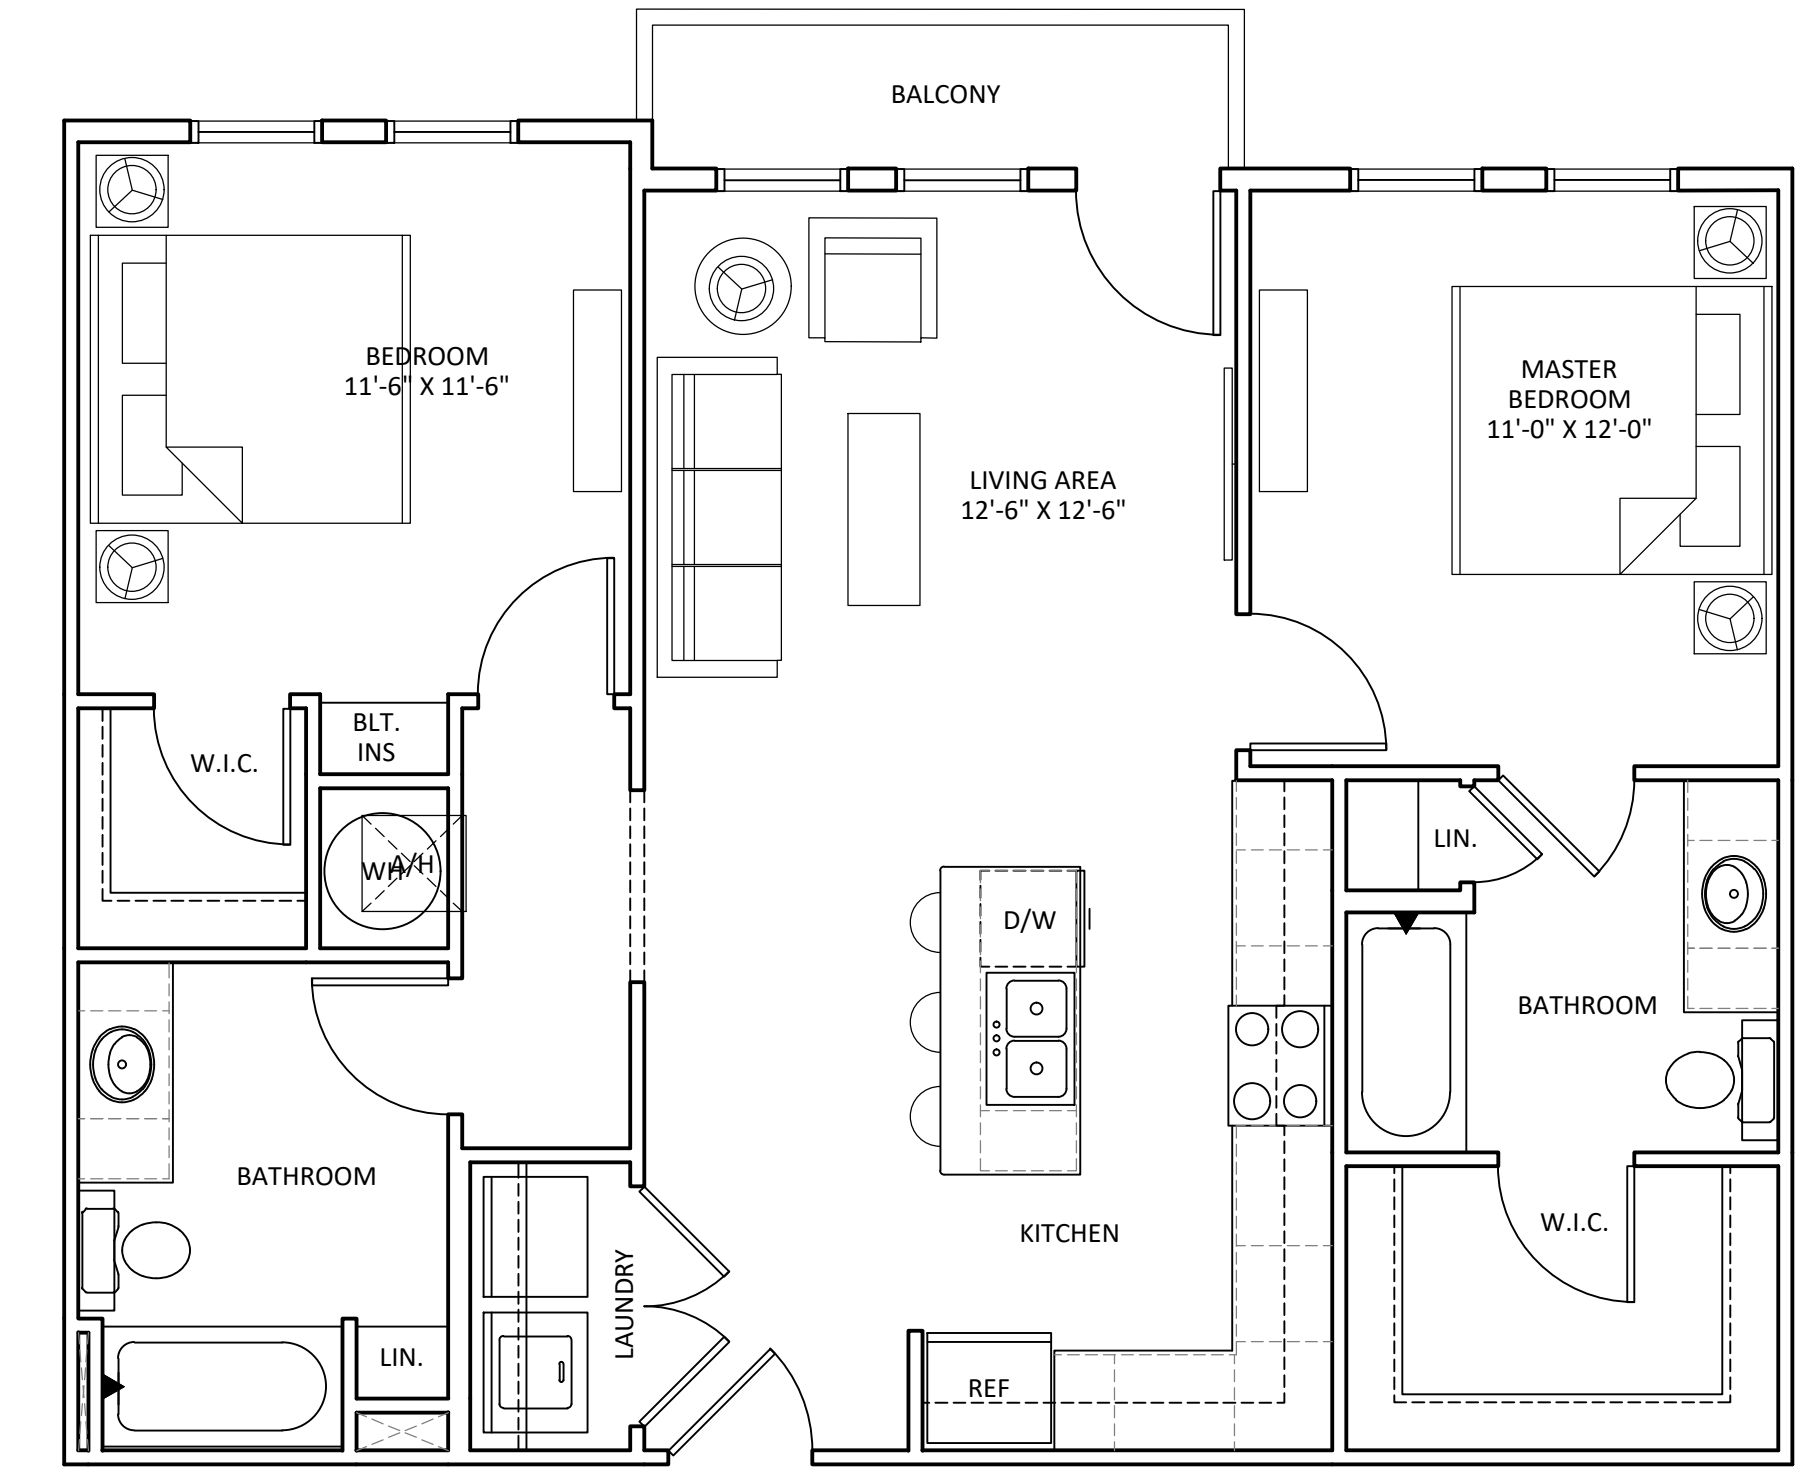 BALCONY
BEDROOM
11'-6" X 11'-6"
MASTER
BEDROOM
11'-0" X 12'-0"
LIVING AREA
12'-6" X 12'-6"
BLT.
INS
W.I.C.
WH
A/H
LIN.
D/W
BATHROOM
BATHROOM
KITCHEN
W.I.C.
LAUNDRY
LIN.
REF